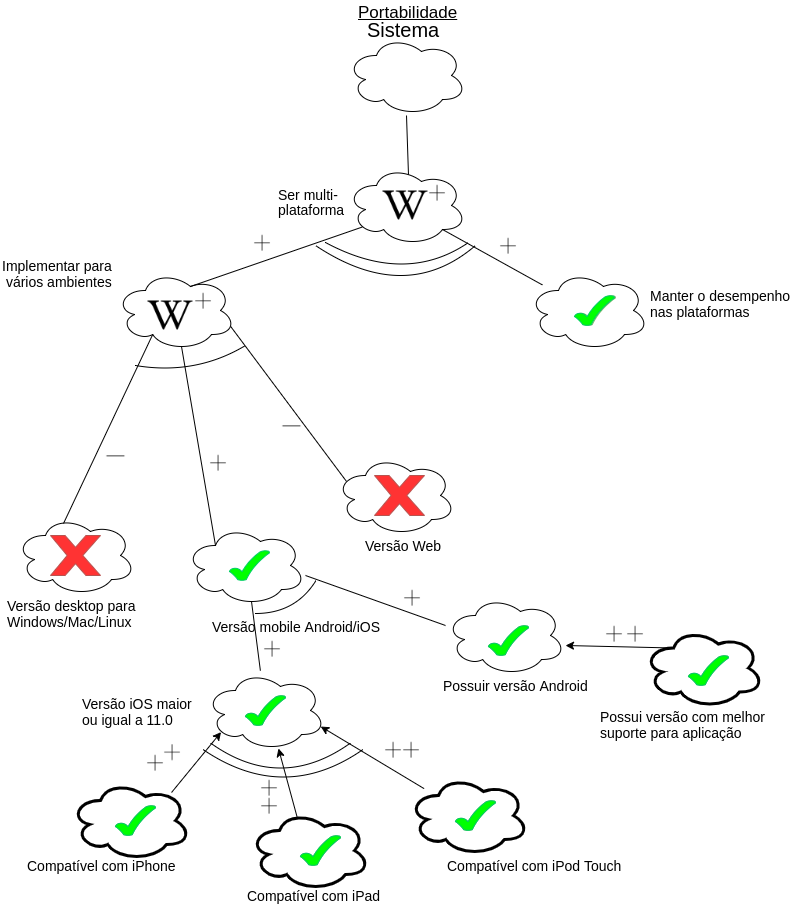 Portabilidade
Sistema
Ser multi-
plataforma
W+
+
+
Implementar para
vários ambientes
W+
Manter o desempenho
nas plataformas
—
+
—
Versão Web
Versão desktop para
Windows/Mac/Linux
Versão mobile Android/iOS
+
+
++
Possuir versão Android
Versão iOS maior
ou igual a 11.0
Possui versão com melhor
suporte para aplicação
++
++
++
Compatível com iPhone
Compatível com iPad
Compatível com iPod Touch